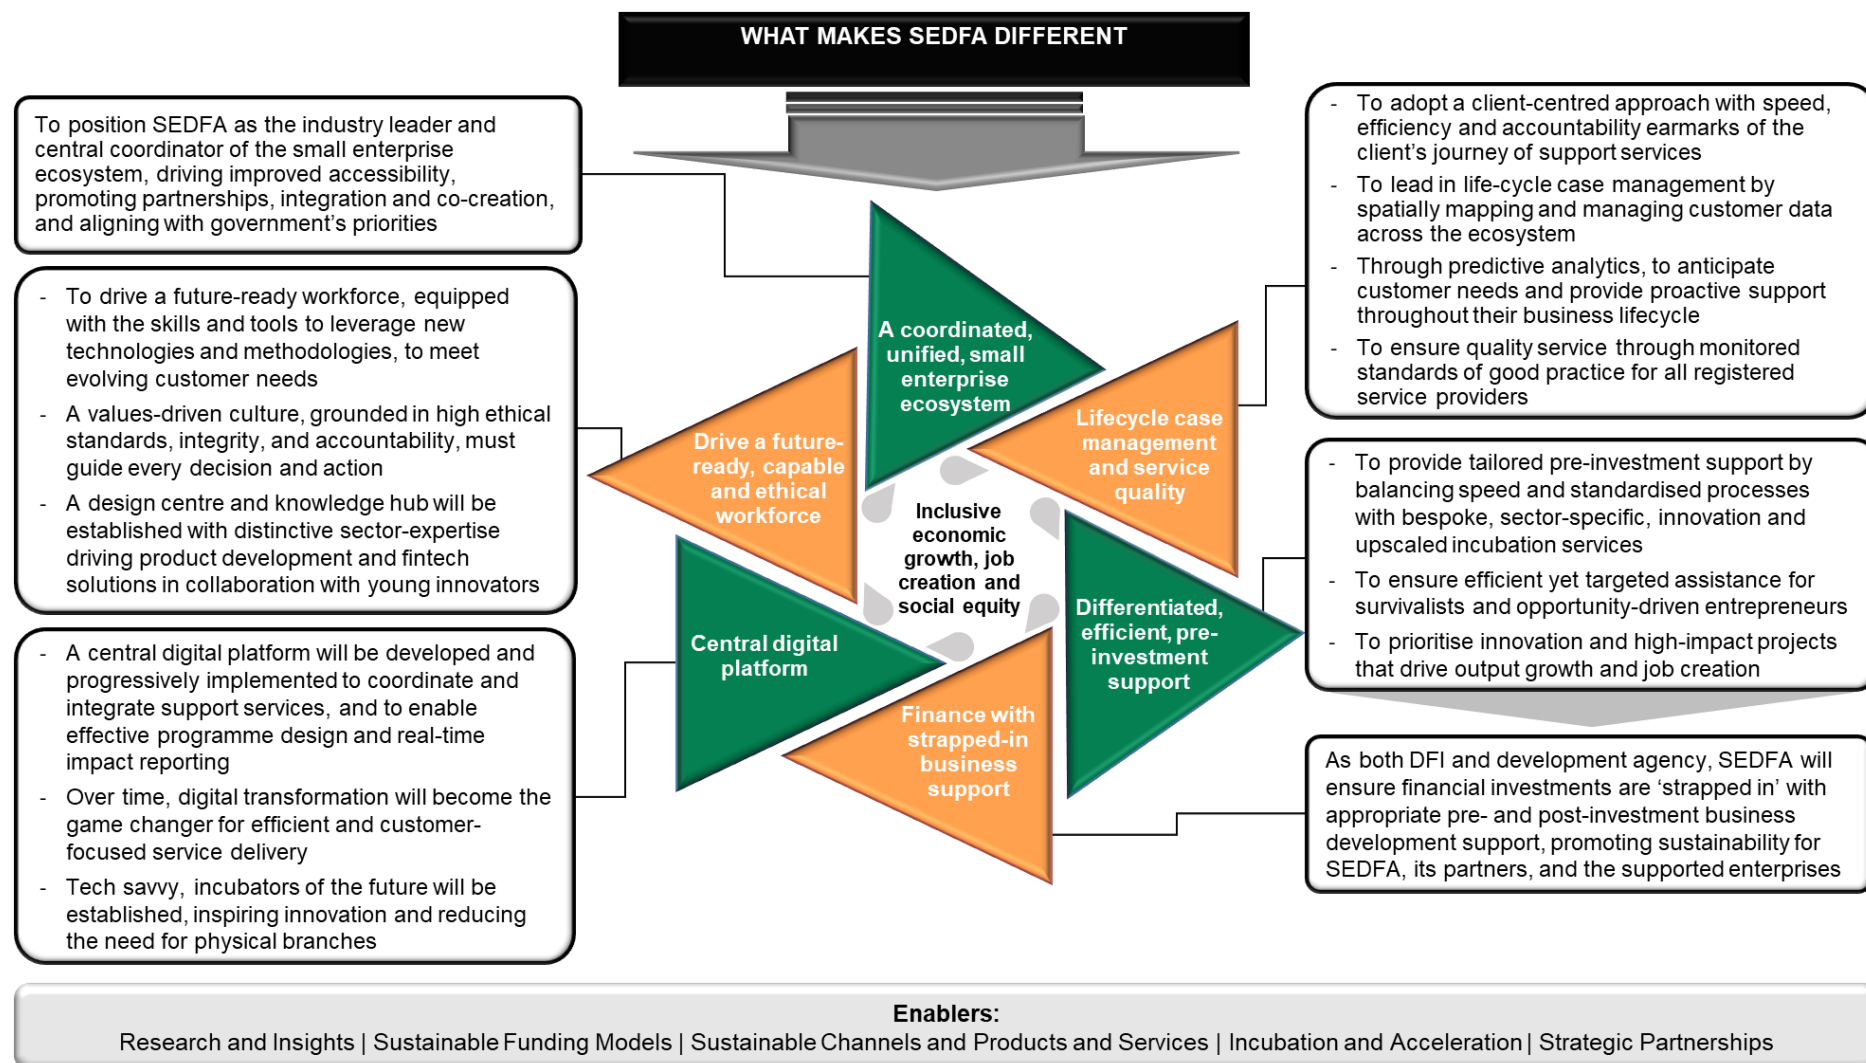 WHAT MAKES SEDFA DIFFERENT
To position SEDFA as the industry leader and
central coordinator of the small enterprise
ecosystem, driving improved accessibility,
promoting partnerships, integration and co-creation,
and aligning with government’s priorities
- To drive a future-ready workforce, equipped
with the skills and tools to leverage new
technologies and methodologies, to meet
evolving customer needs
- A values-driven culture, grounded in high ethical
standards, integrity, and accountability, must
guide every decision and action
- A design centre and knowledge hub will be
established with distinctive sector-expertise
driving product development and fintech
solutions in collaboration with young innovators
- A central digital platform will be developed and
progressively implemented to coordinate and
integrate support services, and to enable
effective programme design and real-time
impact reporting
- Over time, digital transformation will become the
game changer for efficient and customer-
focused service delivery
- Tech savvy, incubators of the future will be
established, inspiring innovation and reducing
the need for physical branches
A coordinated,
unified, small
enterprise
ecosystem
Lifecycle case
management
and service
quality
Drive a future-
ready, capable
and ethical
workforce
Inclusive
economic
growth, job
creation and
social equity
Central digital
platform
Differentiated,
efficient, pre-
investment
support
Finance with
strapped-in
business
support
- To adopt a client-centred approach with speed,
efficiency and accountability earmarks of the
client’s journey of support services
- To lead in life-cycle case management by
spatially mapping and managing customer data
across the ecosystem
- Through predictive analytics, to anticipate
customer needs and provide proactive support
throughout their business lifecycle
- To ensure quality service through monitored
standards of good practice for all registered
service providers
- To provide tailored pre-investment support by
balancing speed and standardised processes
with bespoke, sector-specific, innovation and
upscaled incubation services
- To ensure efficient yet targeted assistance for
survivalists and opportunity-driven entrepreneurs
- To prioritise innovation and high-impact projects
that drive output growth and job creation
As both DFI and development agency, SEDFA will
ensure financial investments are ‘strapped in’ with
appropriate pre- and post-investment business
development support, promoting sustainability for
SEDFA, its partners, and the supported enterprises
Enablers:
Research and Insights | Sustainable Funding Models | Sustainable Channels and Products and Services | Incubation and Acceleration | Strategic Partnerships